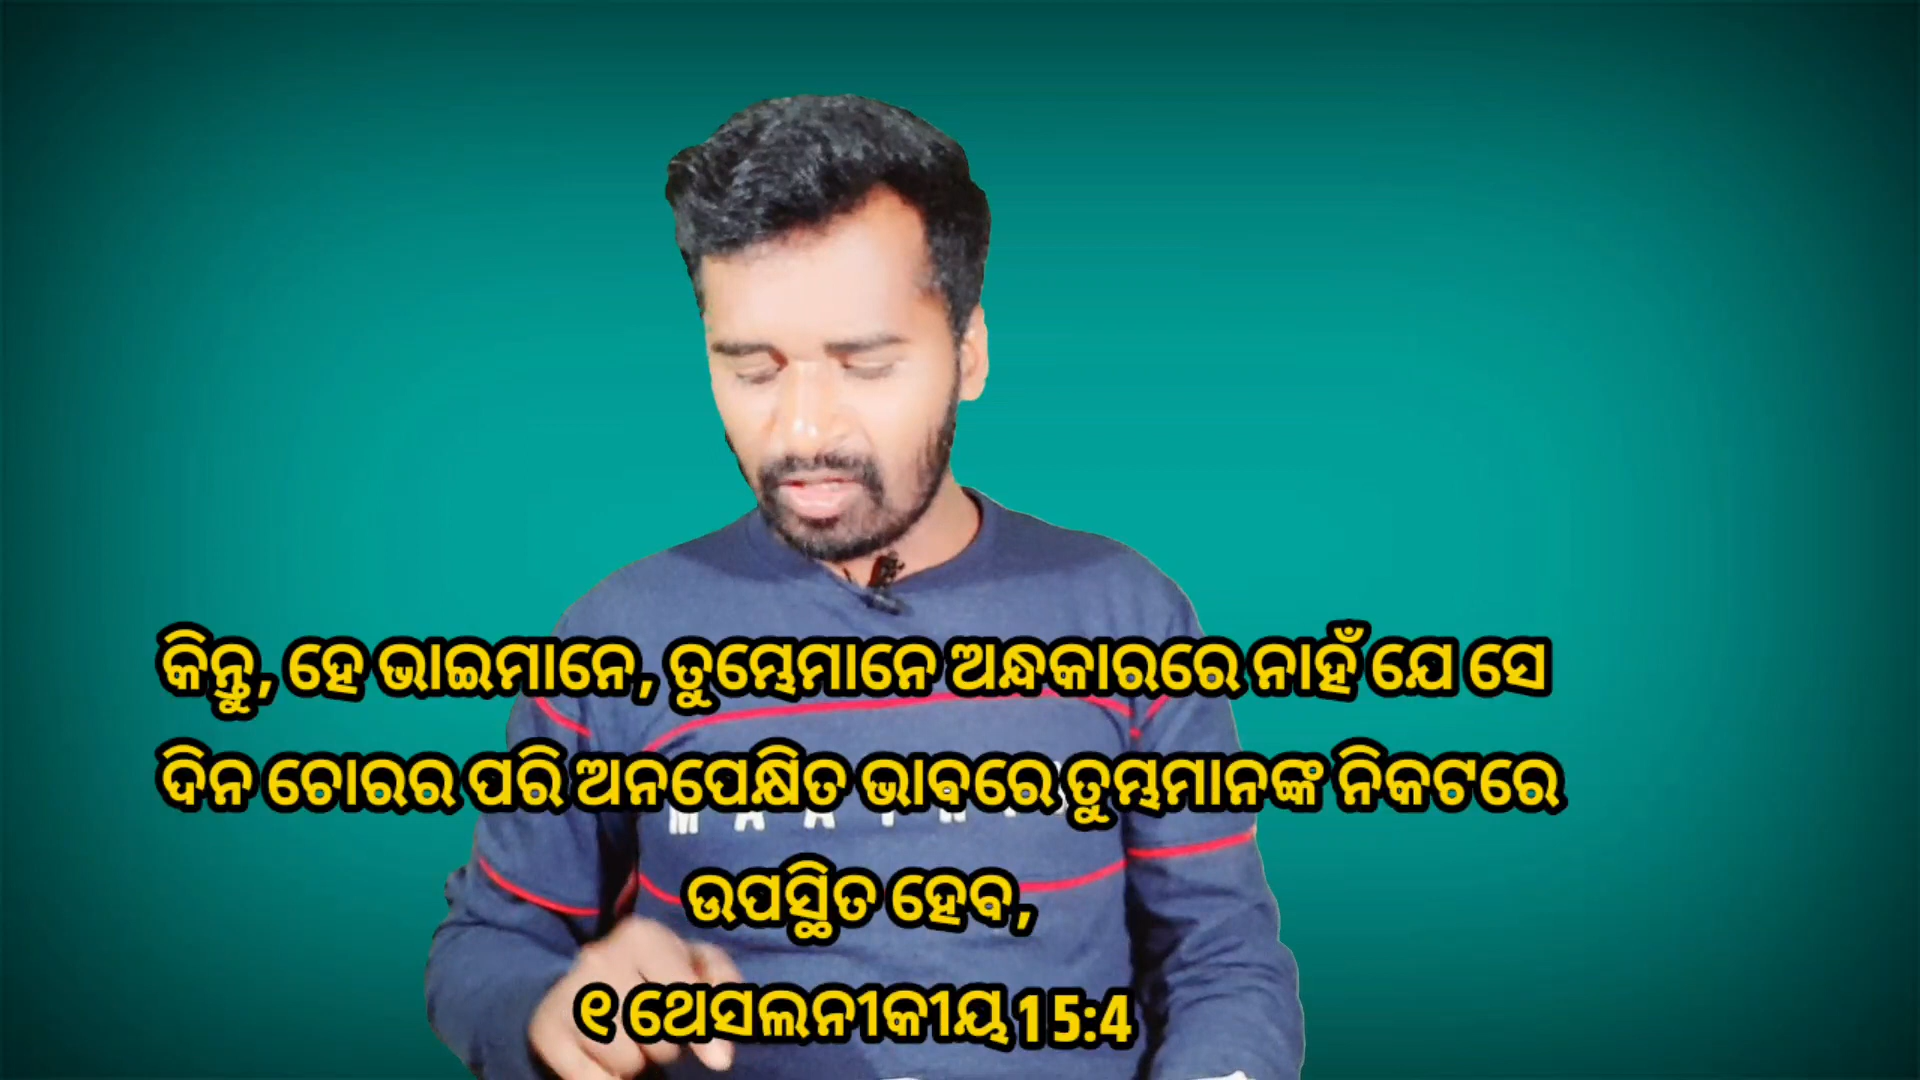 କିନ୍ତୁ, ହେ ଭାଇମାନେ, ତୁମ୍ଭେମାନେ ଅନ୍ଧକାରରେ ନାହଁ ଯେ ସେ
ଦିନ ଚୋରର ପରି ଅନପେକ୍ଷିତ ଭାବରେ ତୁମ୍ଭମାନଙ୍କ ନିକଟରେ
ଉପସ୍ଥିତ ହେବ,
୧ ଥେସଲନୀକୀୟ 15:4